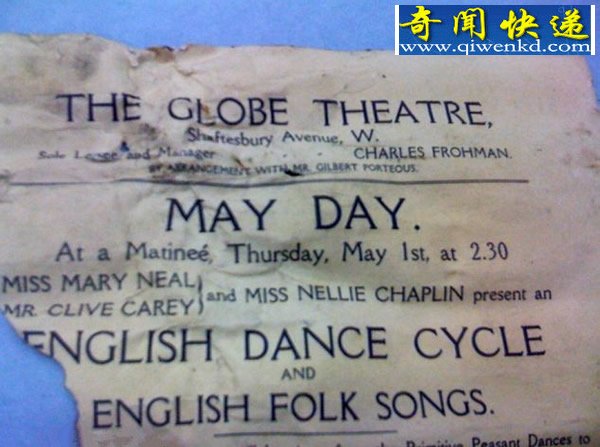 奇闻快递
www.qiwenkd.com
THE GLOBE THEATRE,
Shaftesbury Avenue, W.
Sole Lessee and Manager . . . CHARLES FROHMAN.
BY ARRANGEMENT WITH MR. GILBERT PORTEOUS.
MAY DAY.
At a Matineé, Thursday, May 1st, at 2.30
MISS MARY NEAL
MR. CLIVE CAREY} and MISS NELLIE CHAPLIN present an
ENGLISH DANCE CYCLE
AND
ENGLISH FOLK SONGS.
Primitive Peasant Dances to